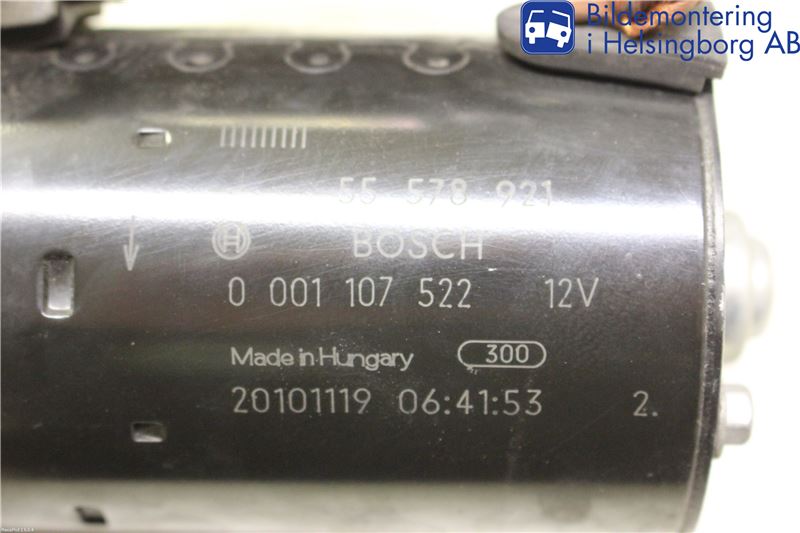 Bildemontering
i Helsingborg AB
55 578 921
BOSCH
0 001 107 522 12V
Made in Hungary 300
20101119 06:41:53 2.